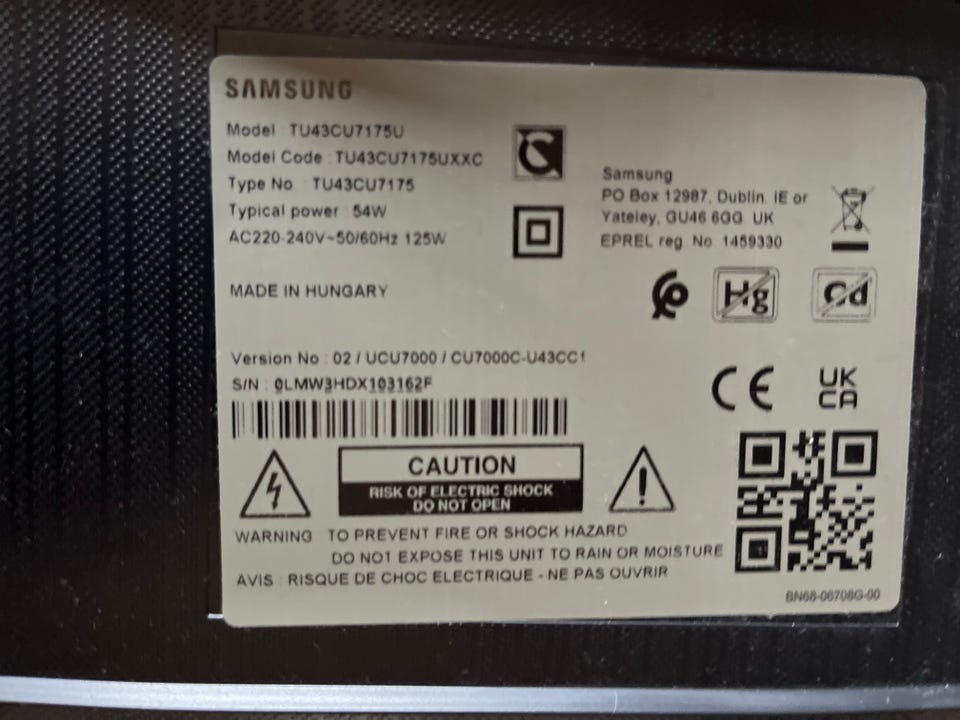 SAMSUNG
Model : TU43CU7175U
Model Code : TU43CU7175UXXC
Type No. : TU43CU7175
Typical power : 54W
AC220-240V~50/60Hz 125W
MADE IN HUNGARY
Samsung
PO Box 12987, Dublin. IE or
Yateley, GU46 6GG. UK
EPREL reg. No. 1459330
Hg
Cd
Version No : 02 / UCU7000 / CU7000C-U43CC1
S/N : 0LMW3HDX103162F
CE
UK
CA
CAUTION
RISK OF ELECTRIC SHOCK
DO NOT OPEN
WARNING : TO PREVENT FIRE OR SHOCK HAZARD
DO NOT EXPOSE THIS UNIT TO RAIN OR MOISTURE
AVIS : RISQUE DE CHOC ELECTRIQUE - NE PAS OUVRIR
BN68-06708G-00